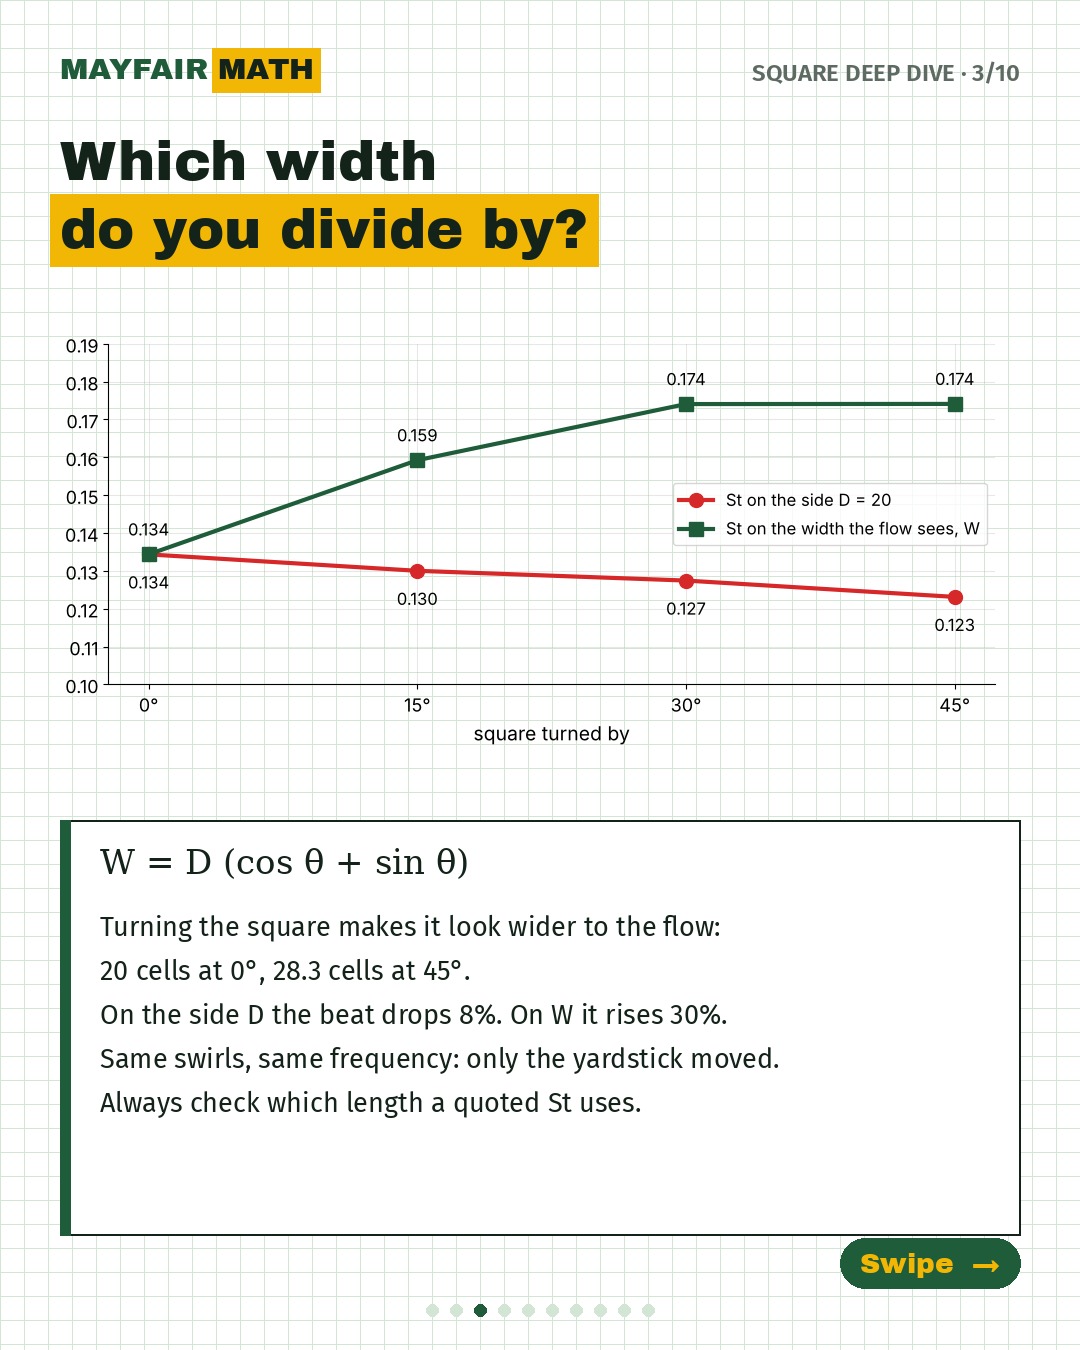 MAYFAIR MATH
SQUARE DEEP DIVE · 3/10
Which width
do you divide by?
0.19
0.18
0.17
0.16
0.15
0.14
0.13
0.12
0.11
0.10
0.134
0.159
0.174
0.174
0.134
0.130
0.127
0.123
St on the side D = 20
St on the width the flow sees, W
0°
15°
30°
45°
square turned by
W = D (cos θ + sin θ)
Turning the square makes it look wider to the flow:
20 cells at 0°, 28.3 cells at 45°.
On the side D the beat drops 8%. On W it rises 30%.
Same swirls, same frequency: only the yardstick moved.
Always check which length a quoted St uses.
Swipe →